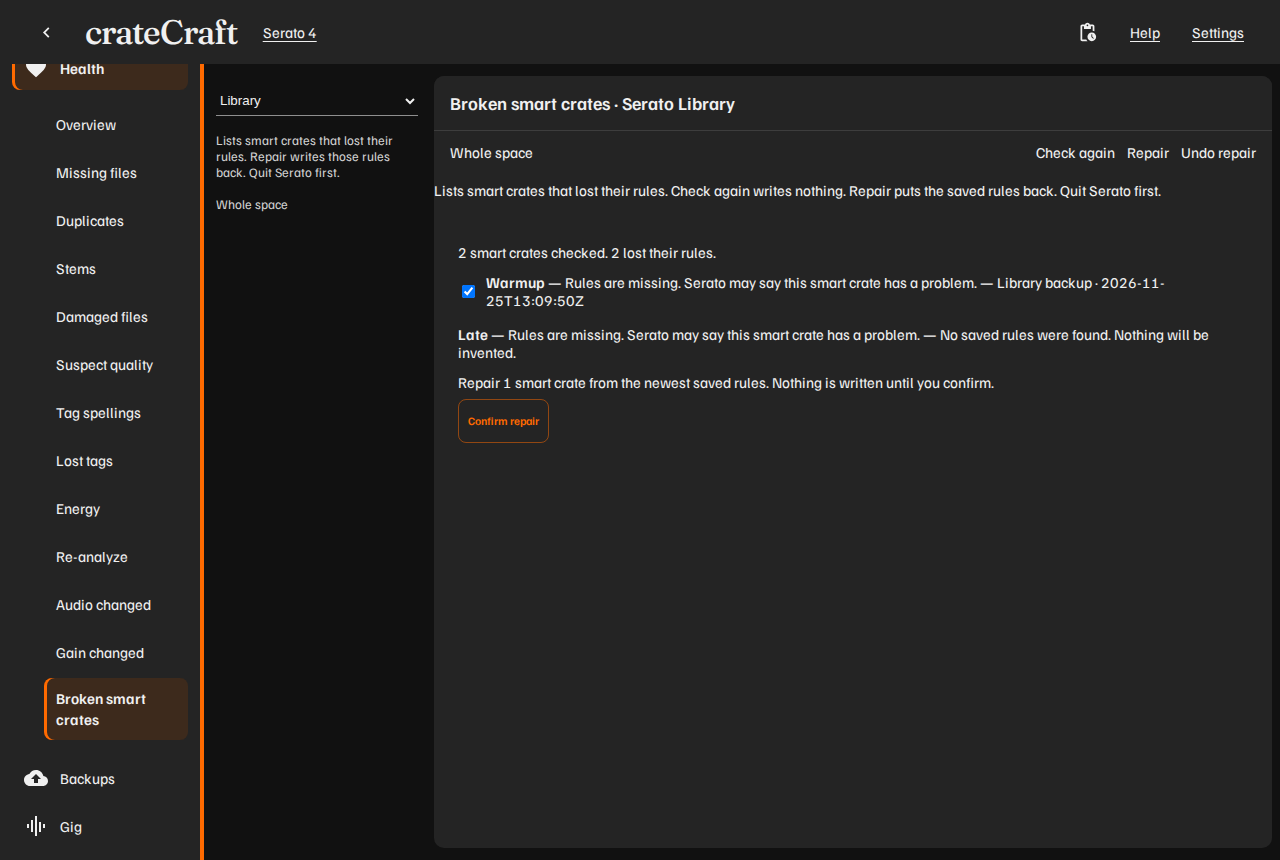 crateCraft
Serato 4
Help
Settings
Health
Overview
Missing files
Duplicates
Stems
Damaged files
Suspect quality
Tag spellings
Lost tags
Energy
Re-analyze
Audio changed
Gain changed
Broken smart
crates
Backups
Gig
Library
Lists smart crates that lost their
rules. Repair writes those rules
back. Quit Serato first.
Whole space
Broken smart crates · Serato Library
Whole space
Check again
Repair
Undo repair
Lists smart crates that lost their rules. Check again writes nothing. Repair puts the saved rules back. Quit Serato first.
2 smart crates checked. 2 lost their rules.
Warmup — Rules are missing. Serato may say this smart crate has a problem. — Library backup · 2026-11-
25T13:09:50Z
Late — Rules are missing. Serato may say this smart crate has a problem. — No saved rules were found. Nothing will be
invented.
Repair 1 smart crate from the newest saved rules. Nothing is written until you confirm.
Confirm repair